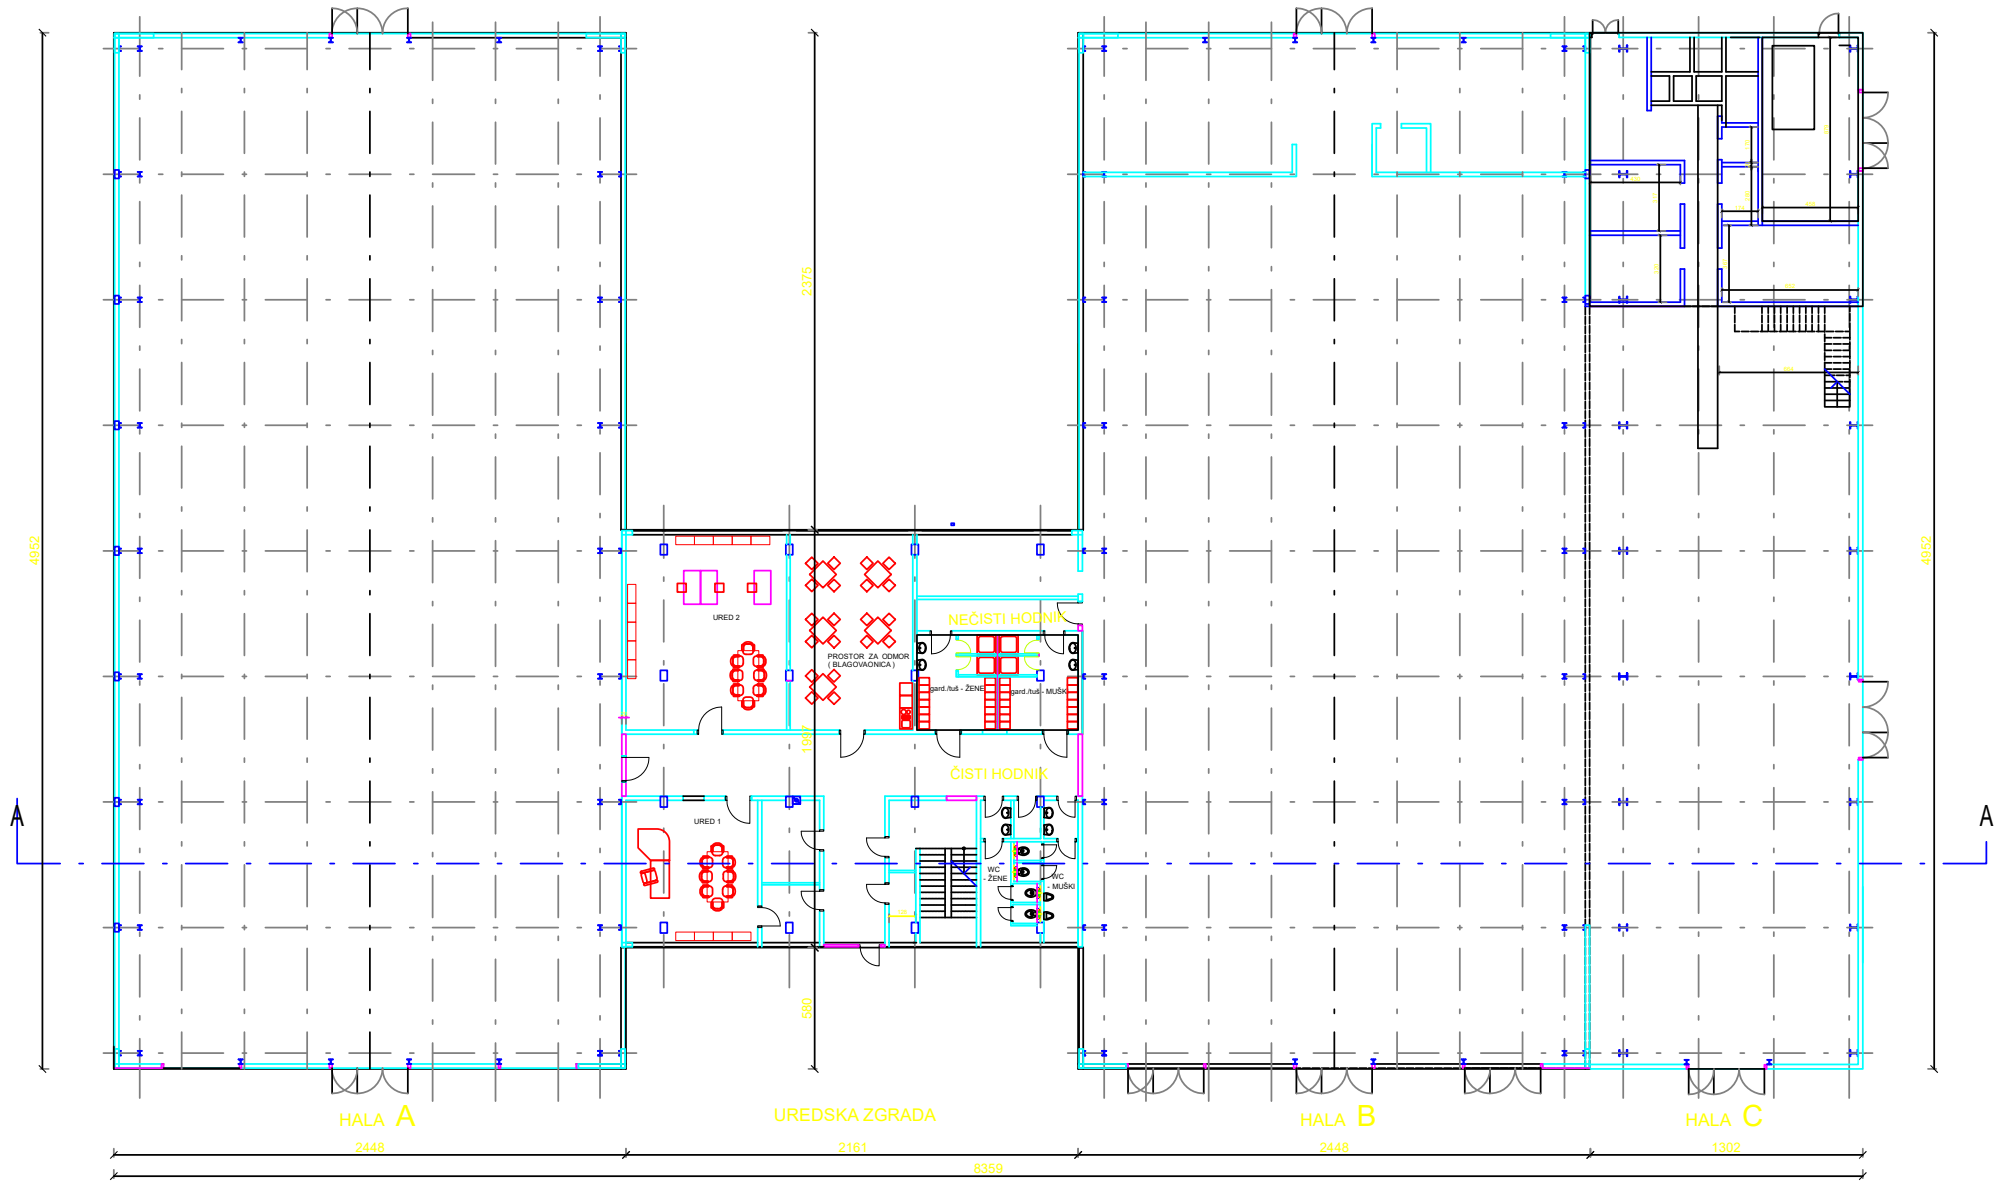 2375
4952
4952
URED 2
NEČISTI HODNIK
PROSTOR ZA ODMOR
( BLAGOVAONICA )
gard./tuš - ŽENE
gard./tuš - MUŠKI
1997
ČISTI HODNIK
A
A
URED 1
WC
- ŽENE
WC
- MUŠKI
580
HALA A
UREDSKA ZGRADA
HALA B
HALA C
2448
2161
2448
1302
8359